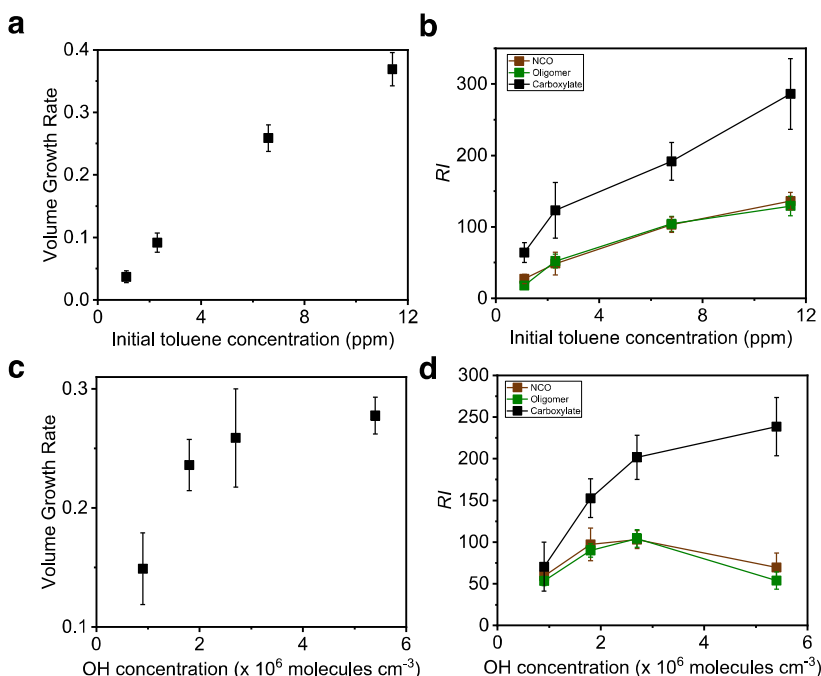 a
0.4
0.3
0.2
0.1
0.0
Volume Growth Rate
0 4 8 12
Initial toluene concentration (ppm)
b
NCO
Oligomer
Carboxylate
300
200
100
0
RI
0 3 6 9 12
Initial toluene concentration (ppm)
c
0.3
0.2
0.1
Volume Growth Rate
0 2 4 6
OH concentration (x 10⁶ molecules cm⁻³)
d
NCO
Oligomer
Carboxylate
300
250
200
150
100
50
0
RI
0 2 4 6
OH concentration (x 10⁶ molecules cm⁻³)